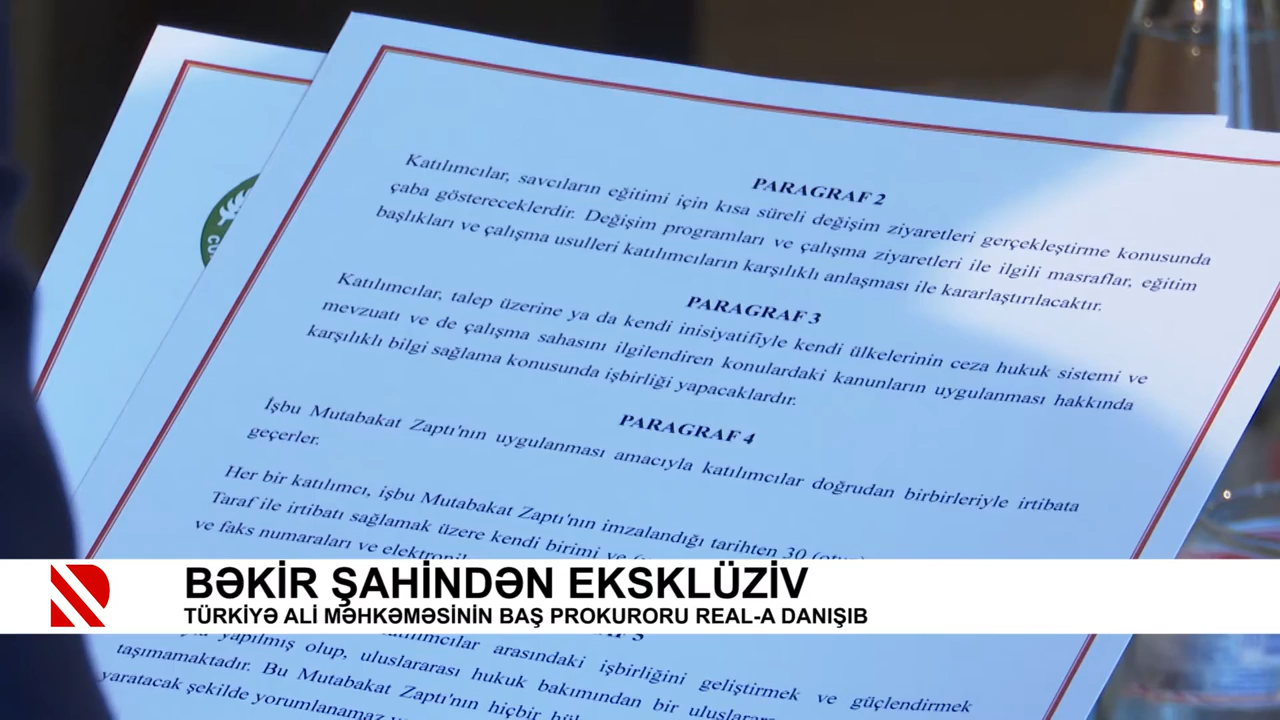 PARAGRAF 2
Katılımcılar, savcıların eğitimi için kısa süreli değişim ziyaretleri gerçekleştirme konusunda
çaba göstereceklerdir. Değişim programları ve çalışma ziyaretleri ile ilgili masraflar, eğitim
başlıkları ve çalışma usulleri katılımcıların karşılıklı anlaşması ile kararlaştırılacaktır.
PARAGRAF 3
Katılımcılar, talep üzerine ya da kendi inisiyatifiyle kendi ülkelerinin ceza hukuk sistemi ve
mevzuatı ve de çalışma sahasını ilgilendiren konulardaki kanunların uygulanması hakkında
karşılıklı bilgi sağlama konusunda işbirliği yapacaklardır.
PARAGRAF 4
İşbu Mutabakat Zaptı'nın uygulanması amacıyla katılımcılar doğrudan birbirleriyle irtibata
geçerler.
Her bir katılımcı, işbu Mutabakat Zaptı'nın imzalandığı tarihten 30
Taraf ile irtibatı sağlamak üzere kendi birimi ve
ve faks numaraları ve
BƏKİR ŞAHİNDƏN EKSKLÜZİV
TÜRKİYƏ ALİ MƏHKƏMƏSİNİN BAŞ PROKURORU REAL-A DANIŞIB
yapılmış olup, uluslararası hukuk bakımından bir
arasındaki işbirliğini geliştirmek ve güçlendirmek
taşımamaktadır. Bu Mutabakat Zaptı'nın hiçbir
yaratacak şekilde yorumlanamaz